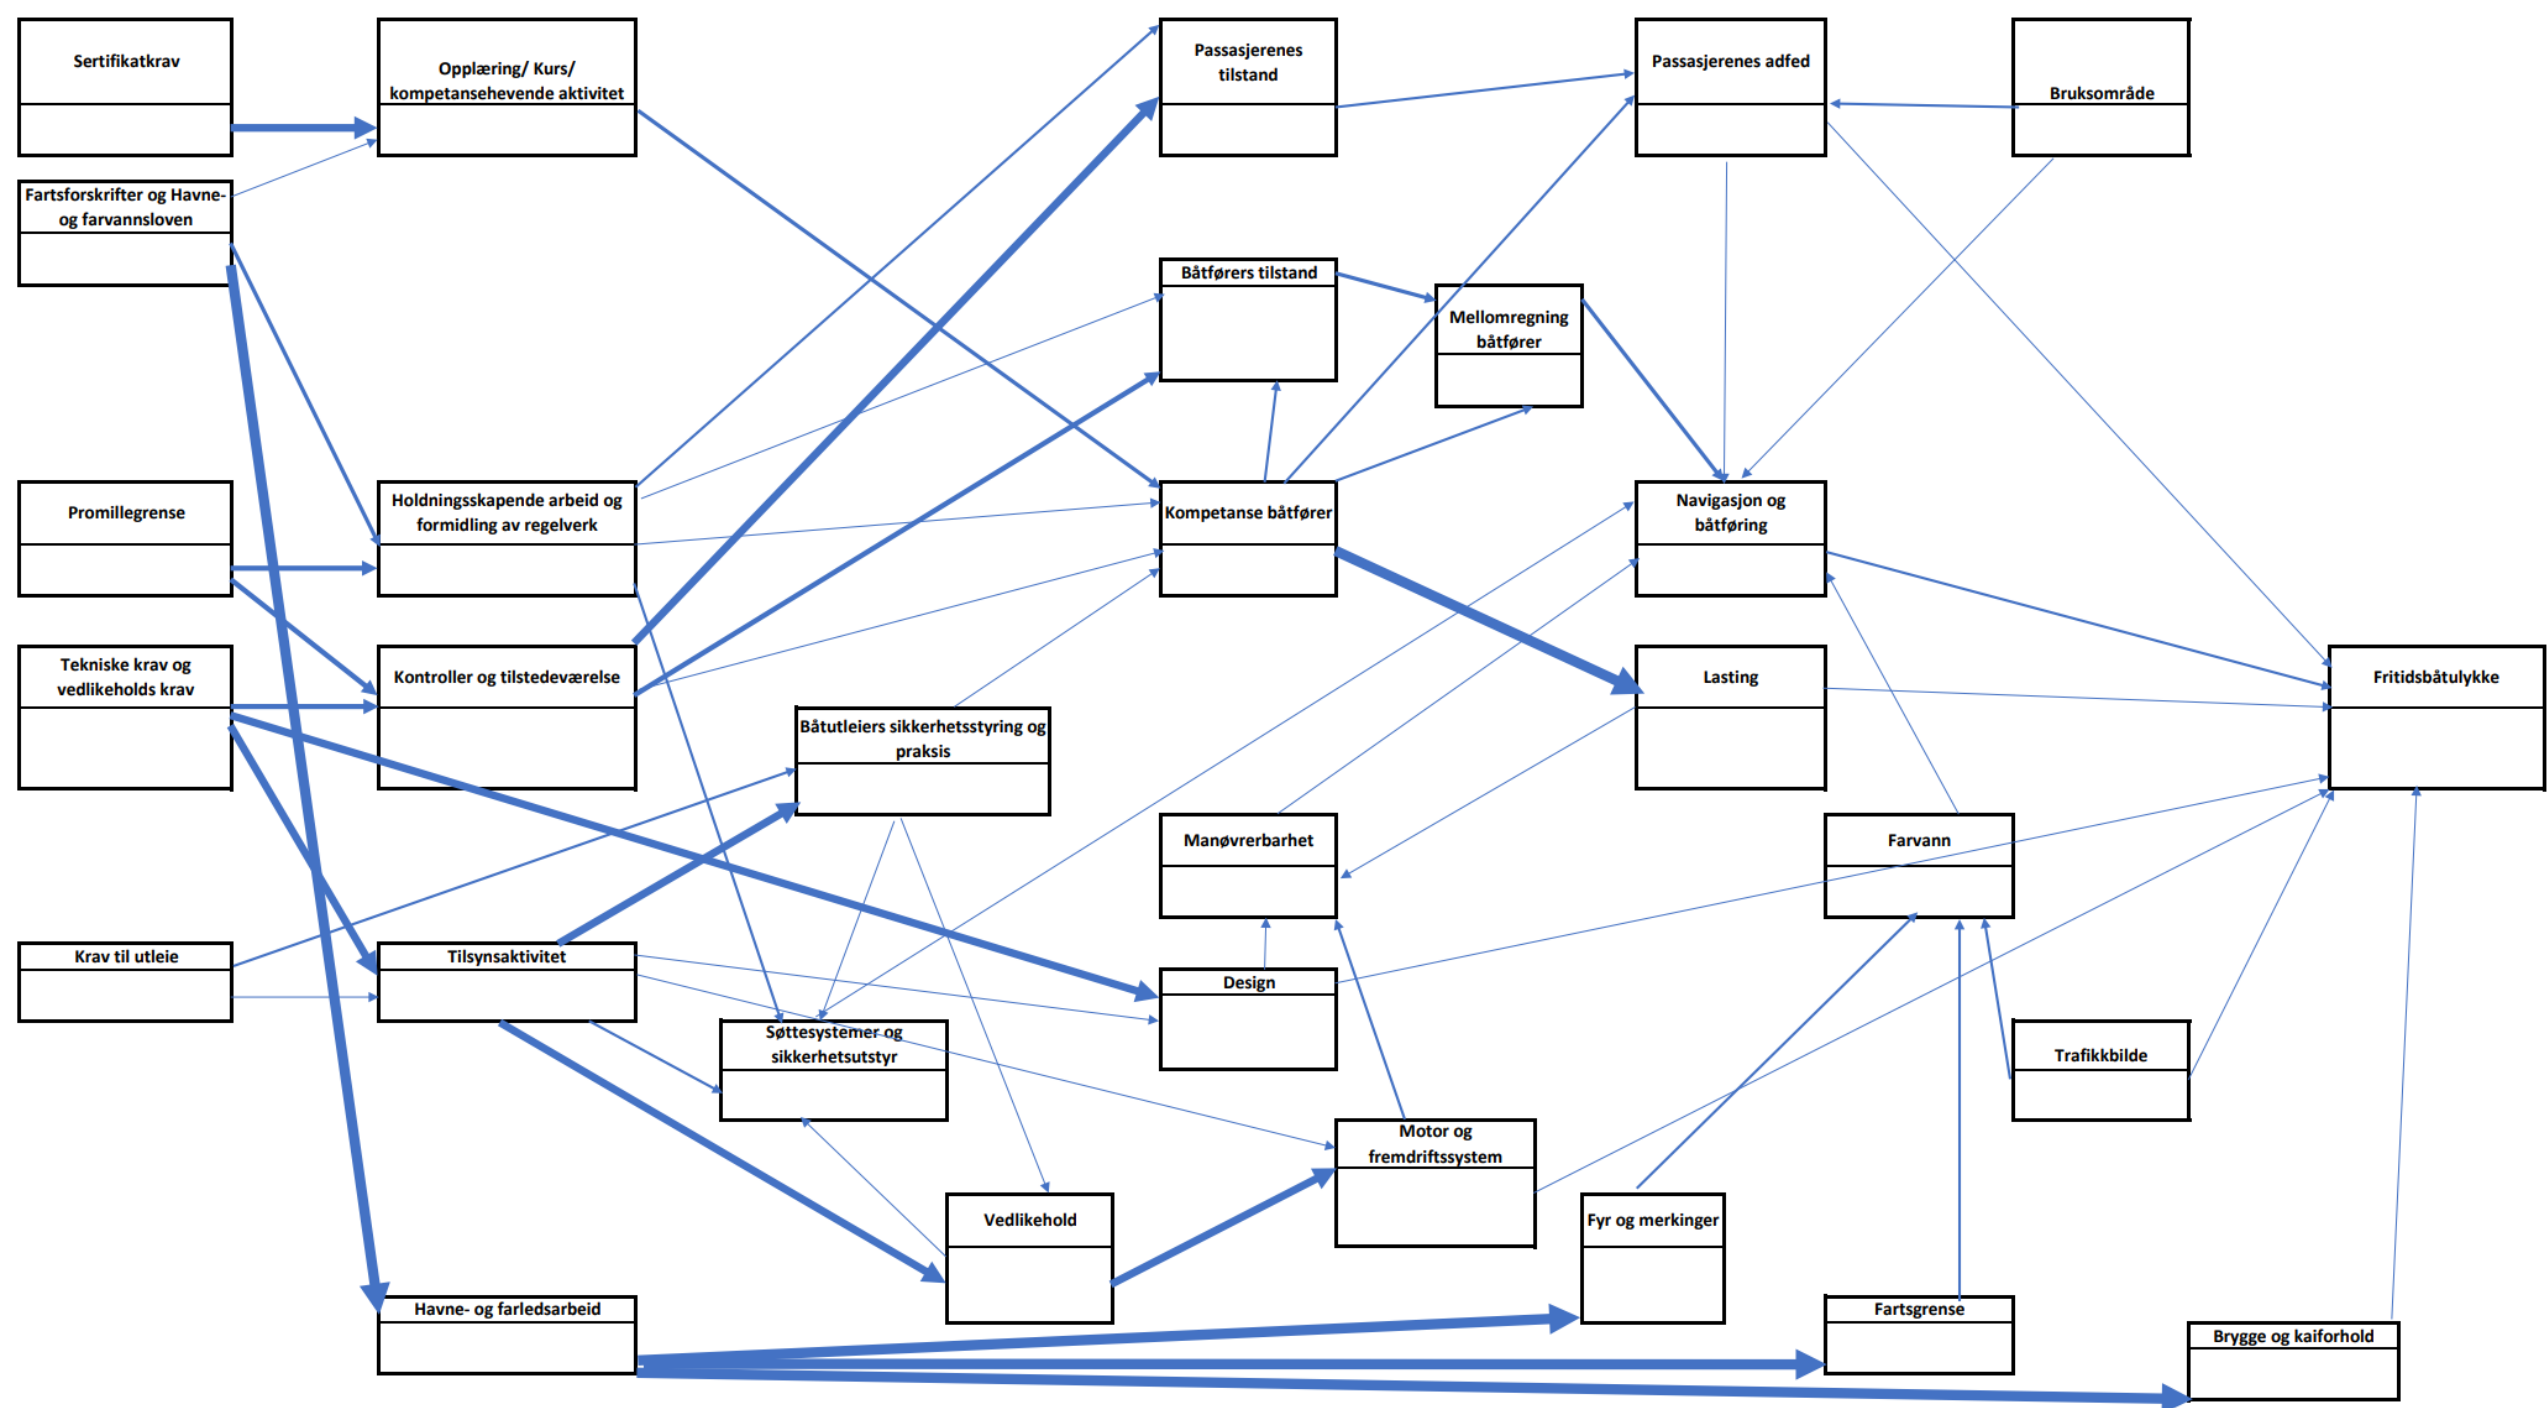 Sertifikatkrav
Opplæring/ Kurs/
kompetansehevende aktivitet
Passasjerenes
tilstand
Passasjerenes adfed
Bruksområde
Fartsforskrifter og Havne-
og farvannsloven
Båtførers tilstand
Mellomregning
båtfører
Promillegrense
Holdningsskapende arbeid og
formidling av regelverk
Kompetanse båtfører
Navigasjon og
båtføring
Tekniske krav og
vedlikeholds krav
Kontroller og tilstedeværelse
Lasting
Fritidsbåtulykke
Båtutleiers sikkerhetsstyring og
praksis
Manøvrerbarhet
Farvann
Krav til utleie
Tilsynsaktivitet
Design
Søttesystemer og
sikkerhetsutstyr
Trafikkbilde
Motor og
fremdriftssystem
Vedlikehold
Fyr og merkinger
Havne- og farledsarbeid
Fartsgrense
Brygge og kaiforhold